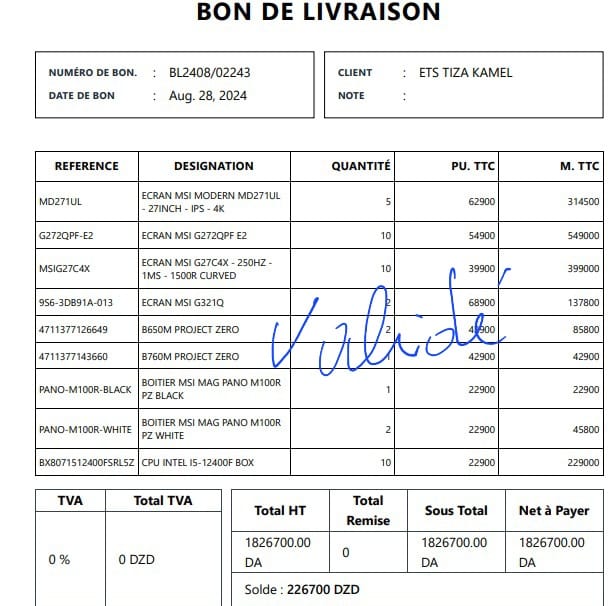 BON DE LIVRAISON
NUMÉRO DE BON. : BL2408/02243
DATE DE BON : Aug. 28, 2024
CLIENT : ETS TIZA KAMEL
NOTE :
REFERENCE DESIGNATION QUANTITÉ PU. TTC M. TTC
MD271UL ECRAN MSI MODERN MD271UL - 27INCH - IPS - 4K 5 62900 314500
G272QPF-E2 ECRAN MSI G272QPF E2 10 54900 549000
MSIG27C4X ECRAN MSI G27C4X - 250HZ - 1MS - 1500R CURVED 10 39900 399000
9S6-3DB91A-013 ECRAN MSI G321Q 2 68900 137800
4711377126649 B650M PROJECT ZERO 2 42900 85800
4711377143660 B760M PROJECT ZERO 1 42900 42900
PANO-M100R-BLACK BOITIER MSI MAG PANO M100R PZ BLACK 1 22900 22900
PANO-M100R-WHITE BOITIER MSI MAG PANO M100R PZ WHITE 2 22900 45800
BX8071512400FSRL5Z CPU INTEL I5-12400F BOX 10 22900 229000
TVA Total TVA
0 % 0 DZD
Total HT Total Remise Sous Total Net à Payer
1826700.00 DA 0 1826700.00 DA 1826700.00 DA
Solde : 226700 DZD